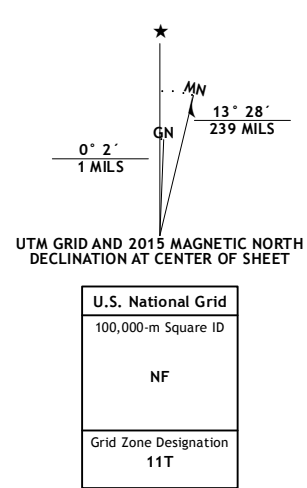 ★
MN
GN
13° 28´
239 MILS
0° 2´
1 MILS
UTM GRID AND 2015 MAGNETIC NORTH
DECLINATION AT CENTER OF SHEET
U.S. National Grid
100,000-m Square ID
NF
Grid Zone Designation
11T